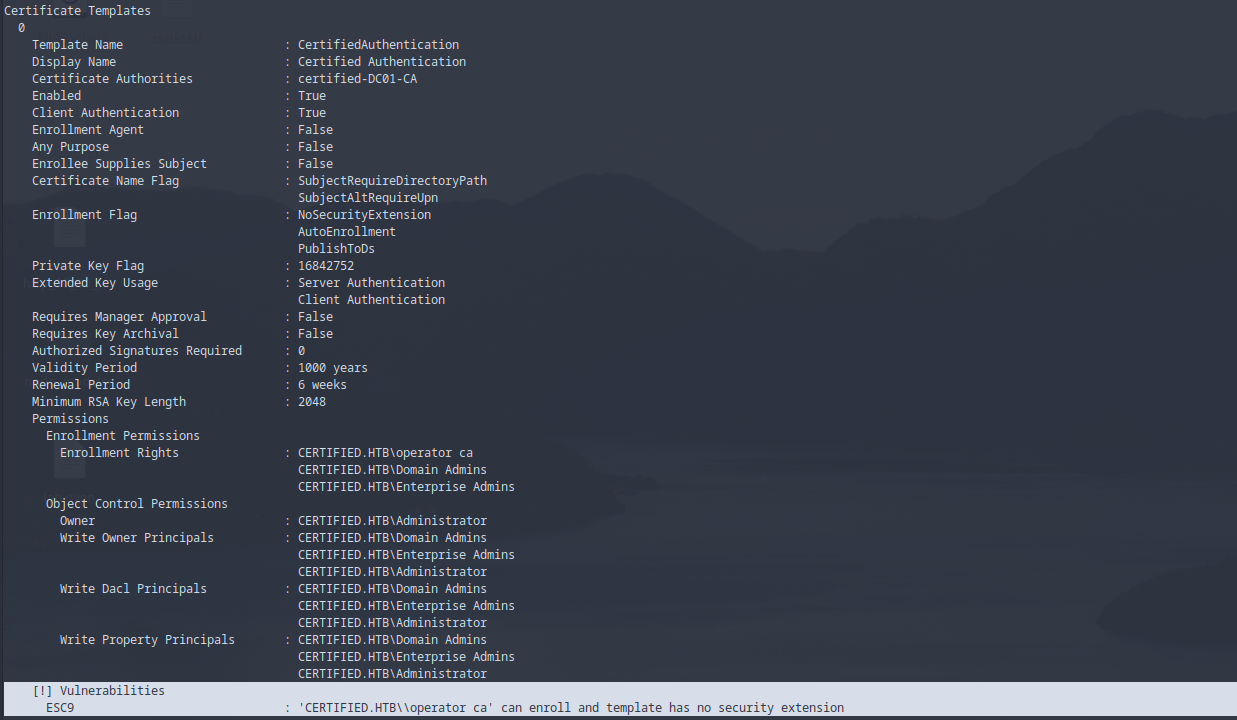 Certificate Templates
0
Template Name : CertifiedAuthentication
Display Name : Certified Authentication
Certificate Authorities : certified-DC01-CA
Enabled : True
Client Authentication : True
Enrollment Agent : False
Any Purpose : False
Enrollee Supplies Subject : False
Certificate Name Flag : SubjectRequireDirectoryPath
SubjectAltRequireUpn
Enrollment Flag : NoSecurityExtension
AutoEnrollment
PublishToDs
Private Key Flag : 16842752
Extended Key Usage : Server Authentication
Client Authentication
Requires Manager Approval : False
Requires Key Archival : False
Authorized Signatures Required : 0
Validity Period : 1000 years
Renewal Period : 6 weeks
Minimum RSA Key Length : 2048
Permissions
Enrollment Permissions
Enrollment Rights : CERTIFIED.HTB\operator ca
CERTIFIED.HTB\Domain Admins
CERTIFIED.HTB\Enterprise Admins
Object Control Permissions
Owner : CERTIFIED.HTB\Administrator
Write Owner Principals : CERTIFIED.HTB\Domain Admins
CERTIFIED.HTB\Enterprise Admins
CERTIFIED.HTB\Administrator
Write Dacl Principals : CERTIFIED.HTB\Domain Admins
CERTIFIED.HTB\Enterprise Admins
CERTIFIED.HTB\Administrator
Write Property Principals : CERTIFIED.HTB\Domain Admins
CERTIFIED.HTB\Enterprise Admins
CERTIFIED.HTB\Administrator
[!] Vulnerabilities
ESC9 : 'CERTIFIED.HTB\\operator ca' can enroll and template has no security extension